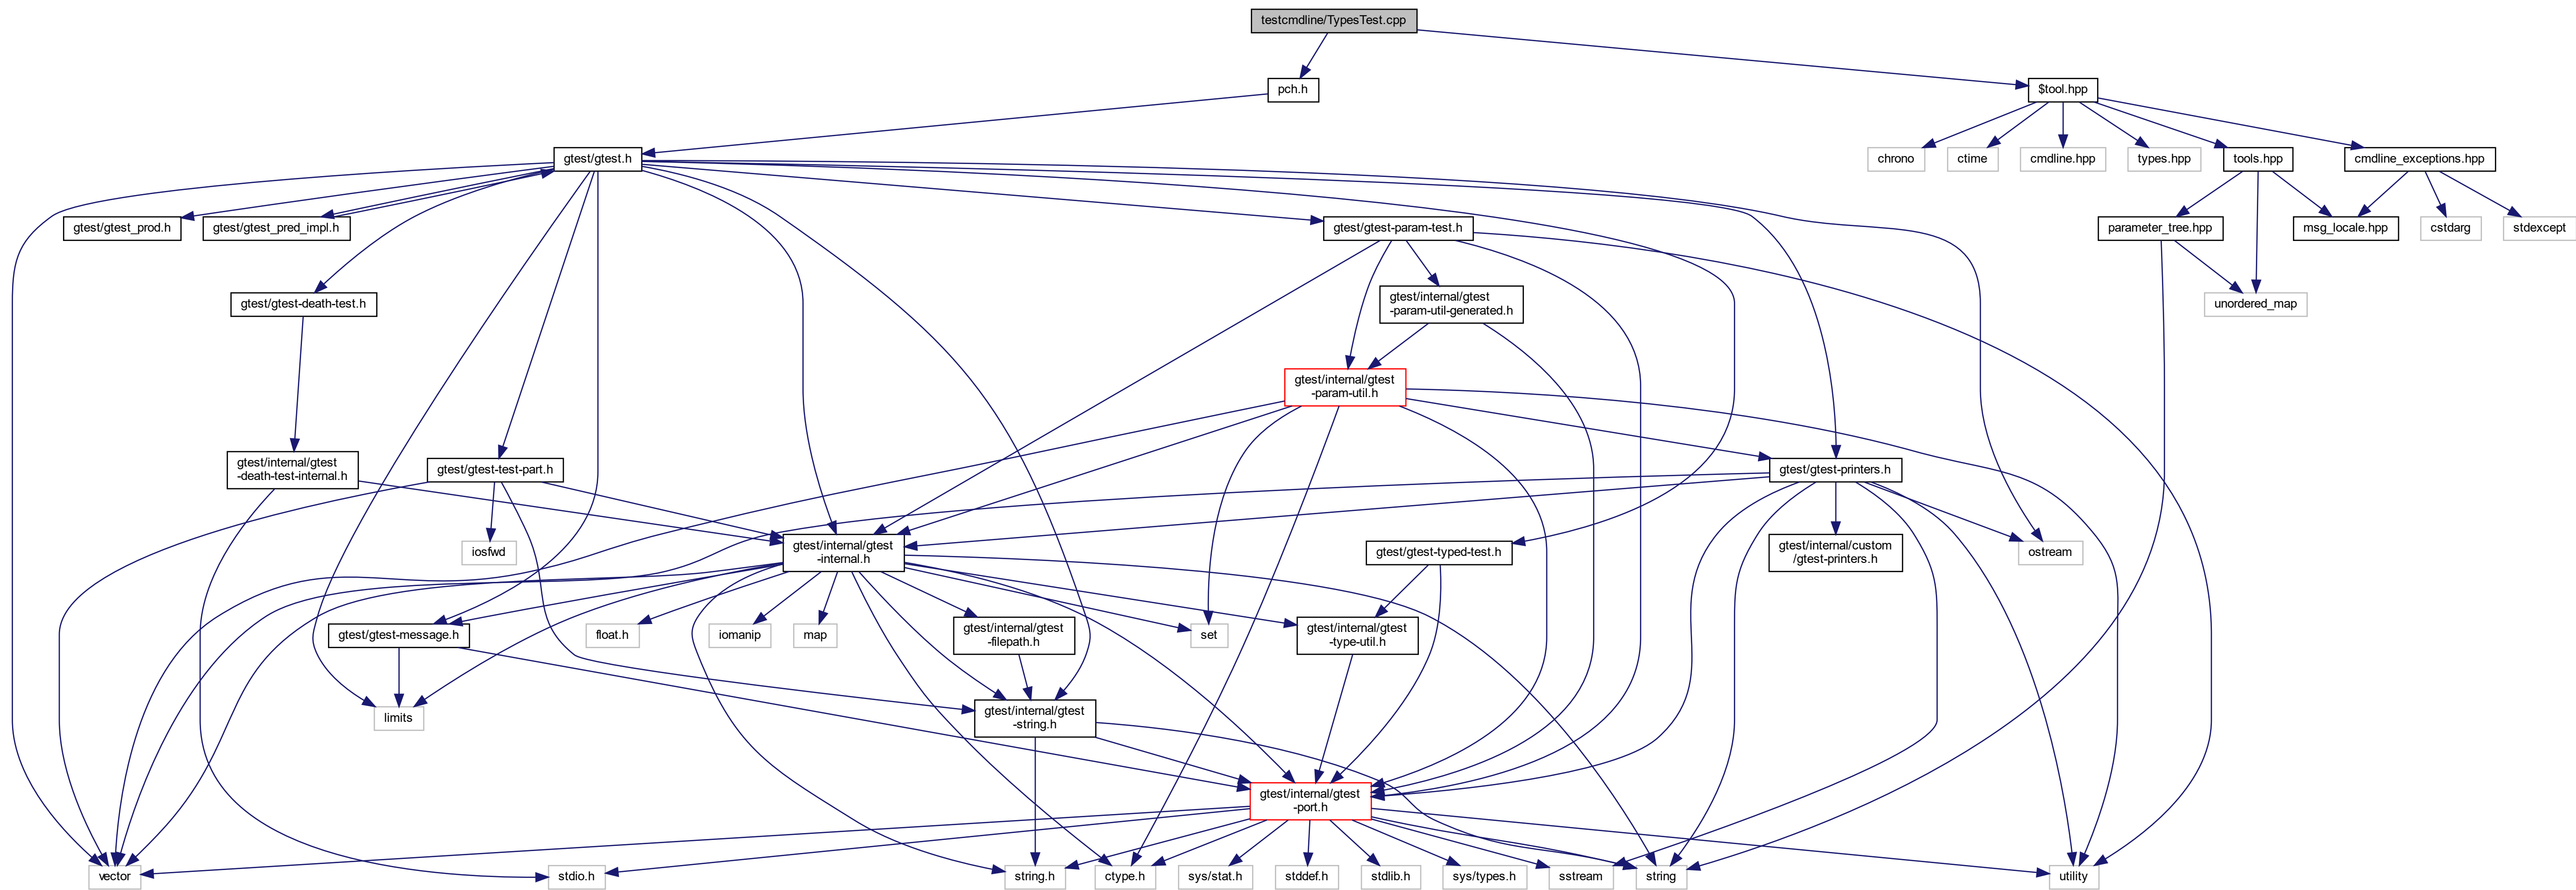 testcmdline/TypesTest.cpp
pch.h
$tool.hpp
gtest/gtest.h
chrono
ctime
cmdline.hpp
types.hpp
tools.hpp
cmdline_exceptions.hpp
gtest/gtest_prod.h
gtest/gtest_pred_impl.h
gtest/gtest-param-test.h
parameter_tree.hpp
msg_locale.hpp
cstdarg
stdexcept
gtest/gtest-death-test.h
gtest/internal/gtest
-param-util-generated.h
unordered_map
gtest/internal/gtest
-param-util.h
gtest/internal/gtest
-death-test-internal.h
gtest/gtest-test-part.h
gtest/gtest-printers.h
iosfwd
gtest/internal/gtest
-internal.h
gtest/gtest-typed-test.h
gtest/internal/custom
/gtest-printers.h
ostream
gtest/gtest-message.h
float.h
iomanip
map
gtest/internal/gtest
-filepath.h
set
gtest/internal/gtest
-type-util.h
limits
gtest/internal/gtest
-string.h
gtest/internal/gtest
-port.h
vector
stdio.h
string.h
ctype.h
sys/stat.h
stddef.h
stdlib.h
sys/types.h
sstream
string
utility